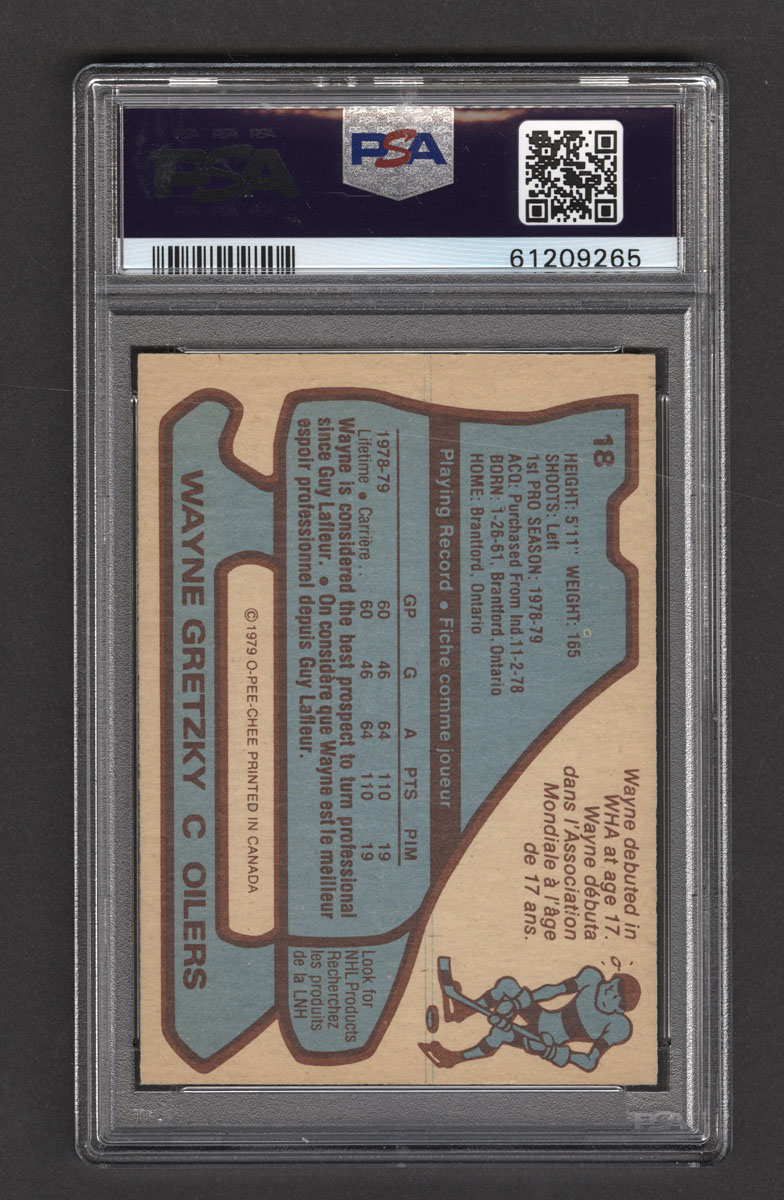 PSA
PSA
PSA
PSA
PSA
61209265
18
HEIGHT: 5'11" WEIGHT: 165
SHOOTS: Left
1st PRO SEASON: 1978-79
ACQ: Purchased From Ind. 11-2-78
BORN: 1-26-61, Brantford, Ontario
HOME: Brantford, Ontario
Wayne debuted in
WHA at age 17.
Wayne débuta
dans l'Association
Mondiale à l'âge
de 17 ans.
Playing Record • Fiche comme joueur
GP G A PTS PIM
1978-79 60 46 64 110 19
Lifetime • Carrière .. 60 46 64 110 19
Wayne is considered the best prospect to turn professional
since Guy Lafleur. • On considère que Wayne est le meilleur
espoir professionnel depuis Guy Lafleur.
Look for
NHL Products
Recherchez
les produits
de la LNH
© 1979 O-PEE-CHEE PRINTED IN CANADA
WAYNE GRETZKY C OILERS
PSA